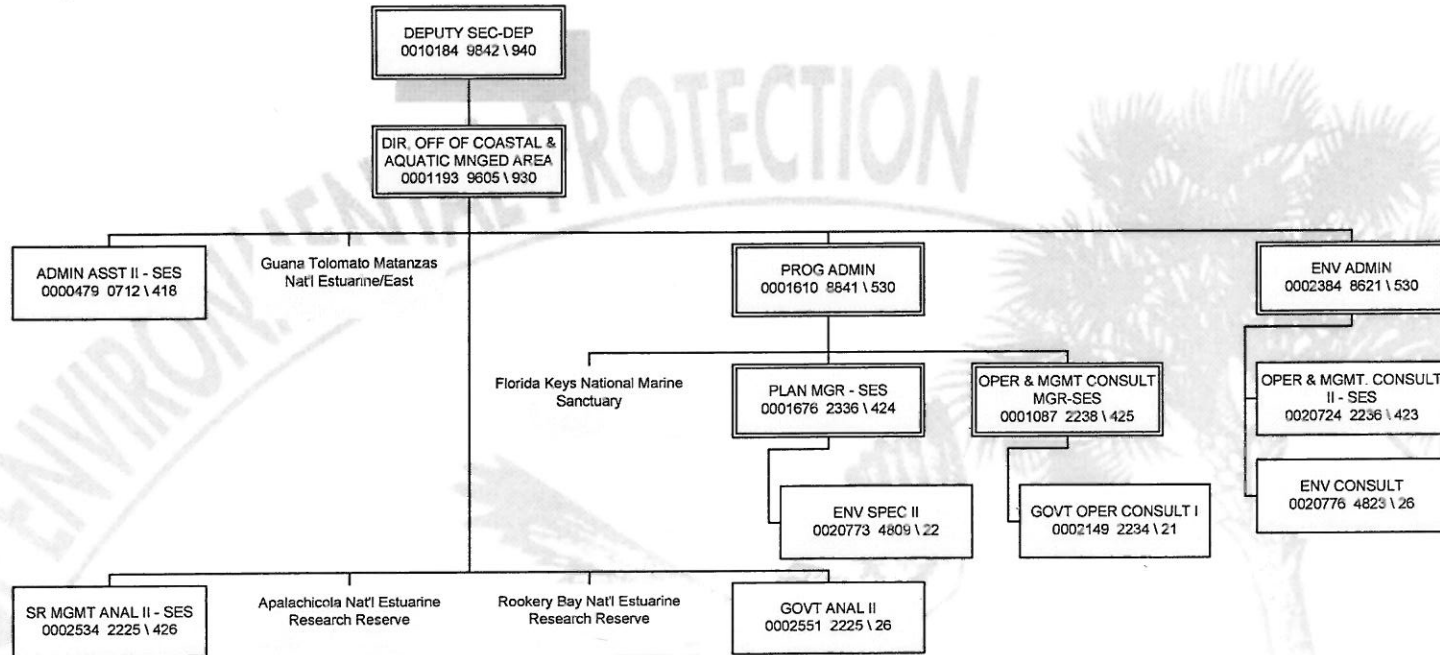 DEPUTY SEC-DEP
0010184 9842 \ 940
DIR, OFF OF COASTAL &
AQUATIC MNGED AREA
0001193 9605 \ 930
ENVIRONMENTAL PROTECTION
ADMIN ASST II - SES
0000479 0712 \ 418
Guana Tolomato Matanzas
Nat'l Estuarine/East
PROG ADMIN
0001610 8841 \ 530
ENV ADMIN
0002384 8621 \ 530
Florida Keys National Marine
Sanctuary
PLAN MGR - SES
0001676 2336 \ 424
OPER & MGMT CONSULT
MGR-SES
0001087 2238 \ 425
OPER & MGMT. CONSULT
II - SES
0020724 2236 \ 423
ENV SPEC II
0020773 4809 \ 22
GOVT OPER CONSULT I
0002149 2234 \ 21
ENV CONSULT
0020776 4823 \ 26
SR MGMT ANAL II - SES
0002534 2225 \ 426
Apalachicola Nat'l Estuarine
Research Reserve
Rookery Bay Nat'l Estuarine
Research Reserve
GOVT ANAL II
0002551 2225 \ 26